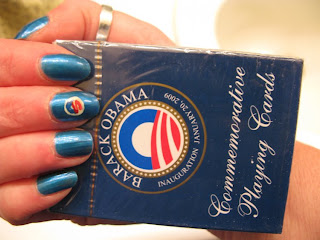 BARACK OBAMA
INAUGURATION JANUARY 20 2009
Commemorative
Playing Cards